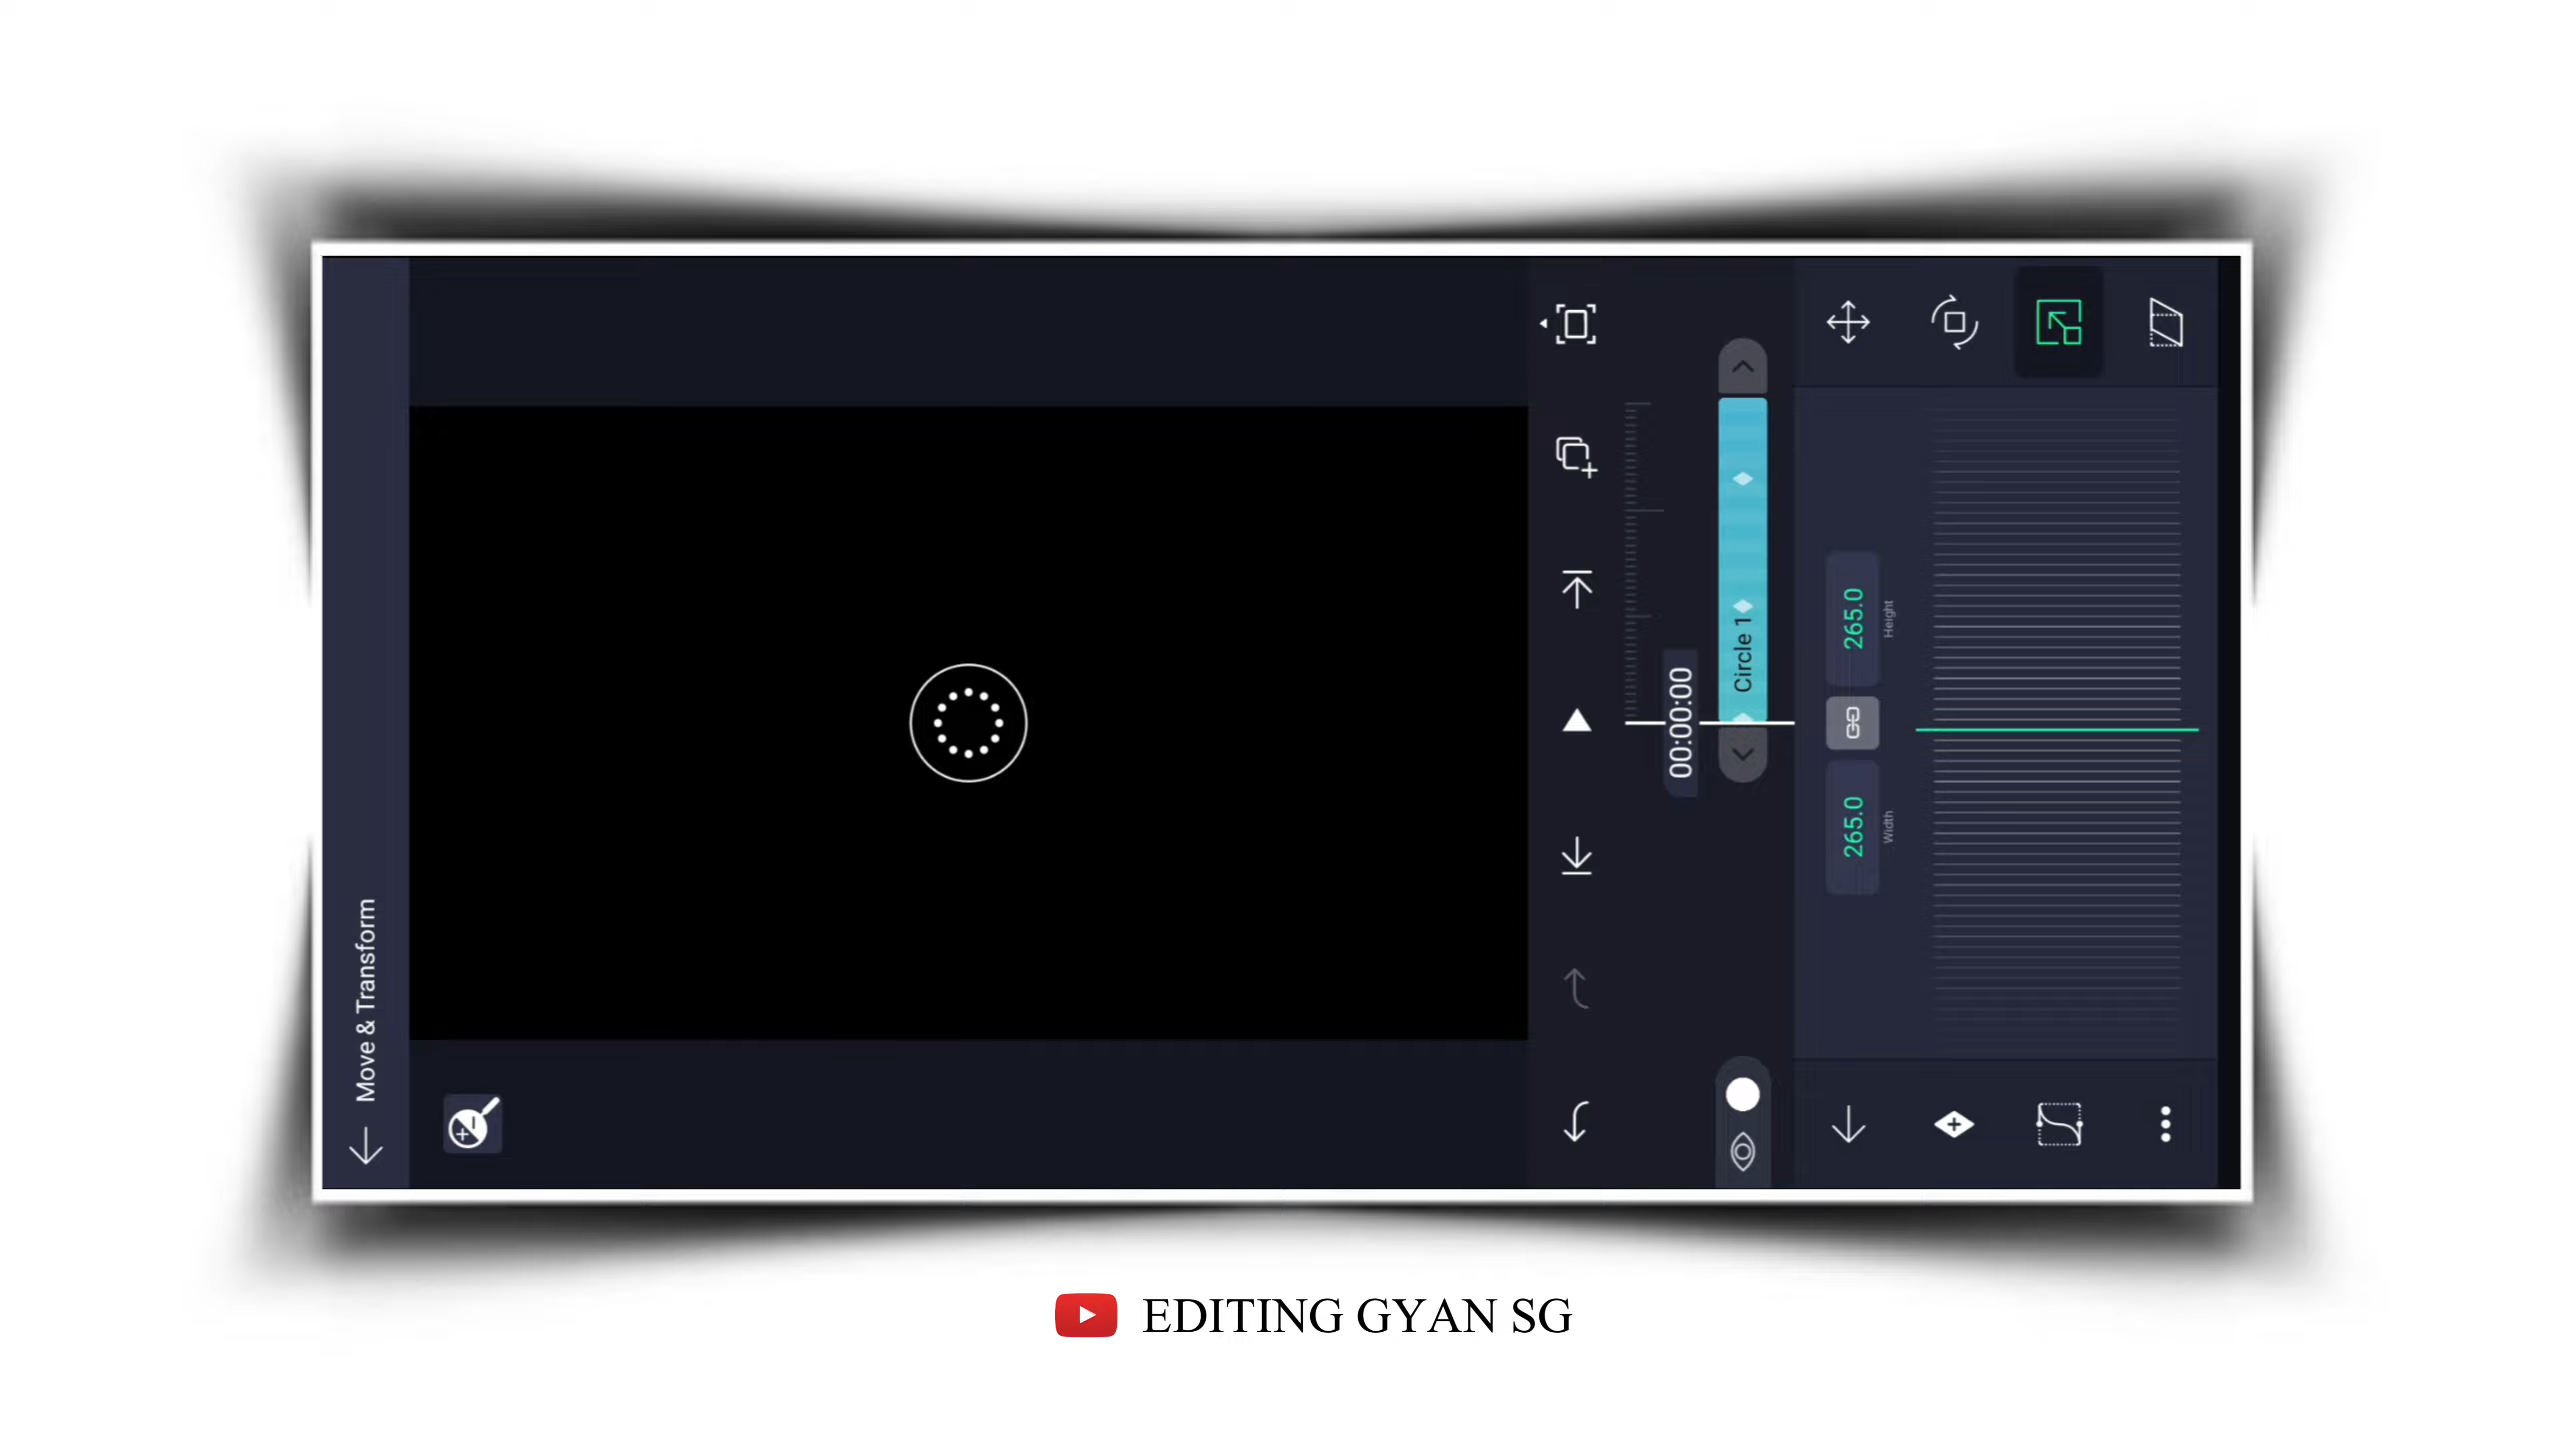 Move & Transform
00:00:00
Circle 1
265.0
Width
265.0
Height
EDITING GYAN SG